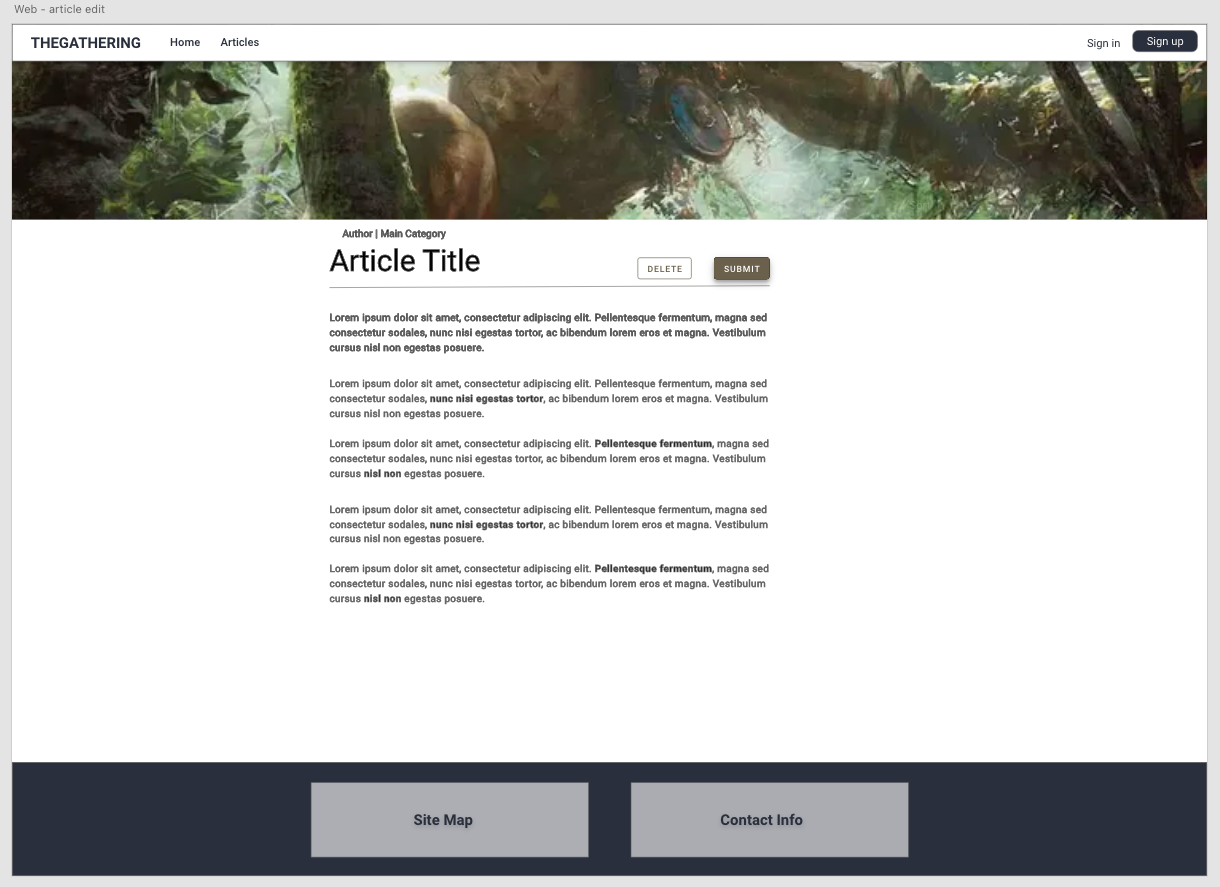 Web - article edit
THEGATHERING Home Articles Sign in Sign up
Author | Main Category
Article Title DELETE SUBMIT
Lorem ipsum dolor sit amet, consectetur adipiscing elit. Pellentesque fermentum, magna sed
consectetur sodales, nunc nisi egestas tortor, ac bibendum lorem eros et magna. Vestibulum
cursus nisl non egestas posuere.
Lorem ipsum dolor sit amet, consectetur adipiscing elit. Pellentesque fermentum, magna sed
consectetur sodales, nunc nisi egestas tortor, ac bibendum lorem eros et magna. Vestibulum
cursus nisl non egestas posuere.
Lorem ipsum dolor sit amet, consectetur adipiscing elit. Pellentesque fermentum, magna sed
consectetur sodales, nunc nisi egestas tortor, ac bibendum lorem eros et magna. Vestibulum
cursus nisl non egestas posuere.
Lorem ipsum dolor sit amet, consectetur adipiscing elit. Pellentesque fermentum, magna sed
consectetur sodales, nunc nisi egestas tortor, ac bibendum lorem eros et magna. Vestibulum
cursus nisl non egestas posuere.
Lorem ipsum dolor sit amet, consectetur adipiscing elit. Pellentesque fermentum, magna sed
consectetur sodales, nunc nisi egestas tortor, ac bibendum lorem eros et magna. Vestibulum
cursus nisl non egestas posuere.
Site Map Contact Info